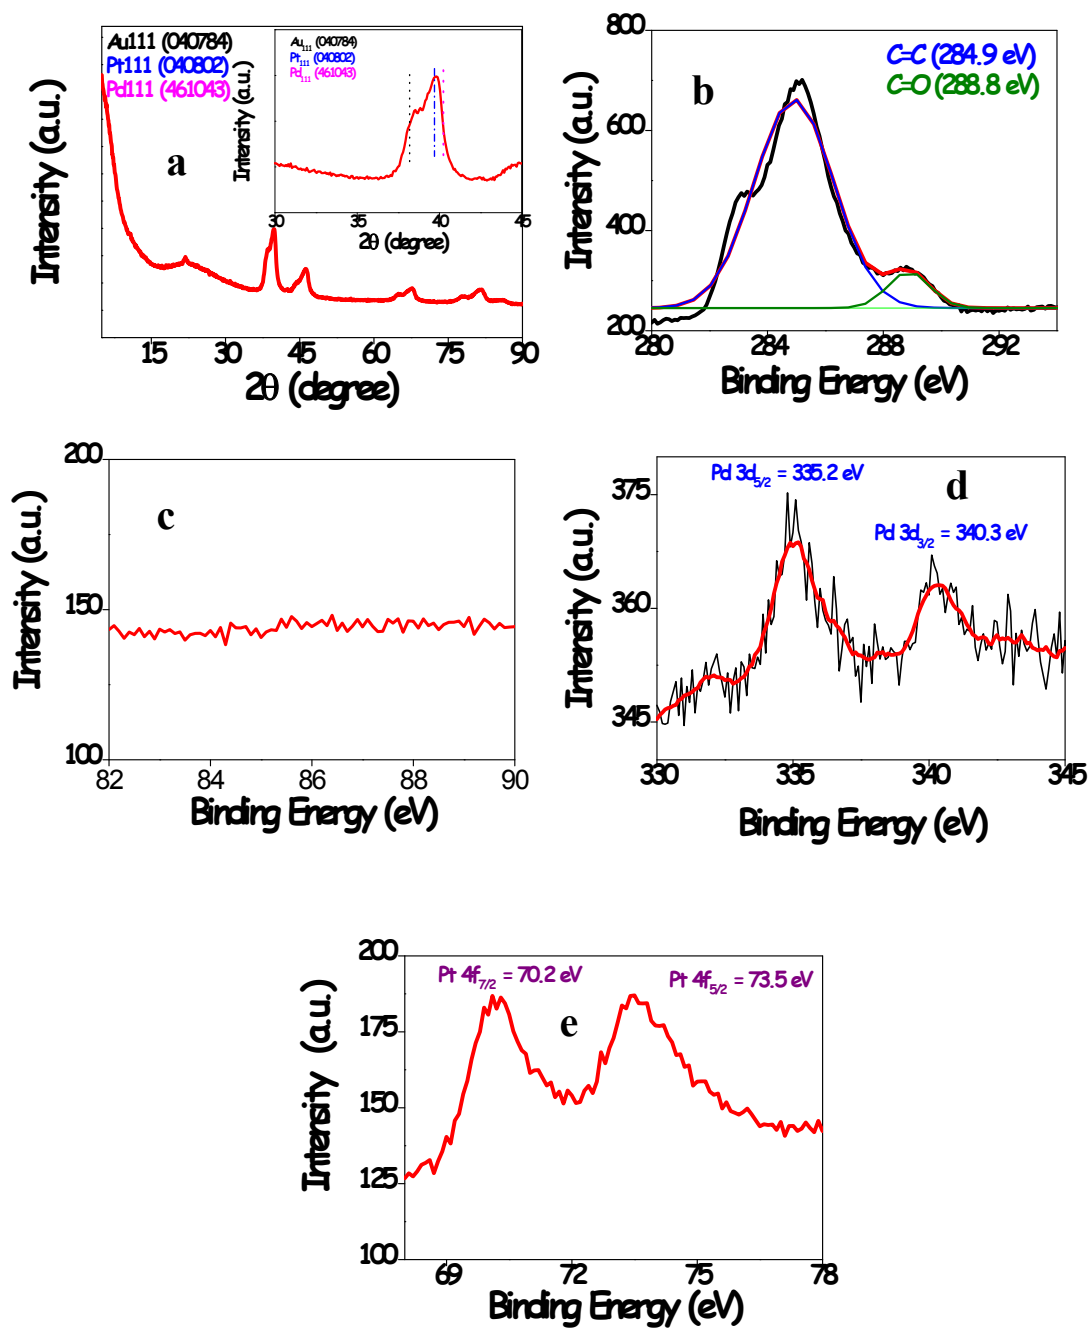 Au111 (040784)
Pt111 (040802)
Pd111 (461043)
a
Intensity (a.u.)
15 30 45 60 75 90
2θ (degree)
Au111 (040784)
Pt111 (040802)
Pd111 (461043)
Intensity (a.u.)
30 35 40 45
2θ (degree)
b
C=C (284.9 eV)
C=O (288.8 eV)
Intensity (a.u.)
800
600
400
200
280 284 288 292
Binding Energy (eV)
c
Intensity (a.u.)
200
150
100
82 84 86 88 90
Binding Energy (eV)
d
Pd 3d5/2 = 335.2 eV
Pd 3d3/2 = 340.3 eV
Intensity (a.u.)
375
360
345
330 335 340 345
Binding Energy (eV)
e
Pt 4f7/2 = 70.2 eV
Pt 4f5/2 = 73.5 eV
Intensity (a.u.)
200
175
150
125
100
69 72 75 78
Binding Energy (eV)